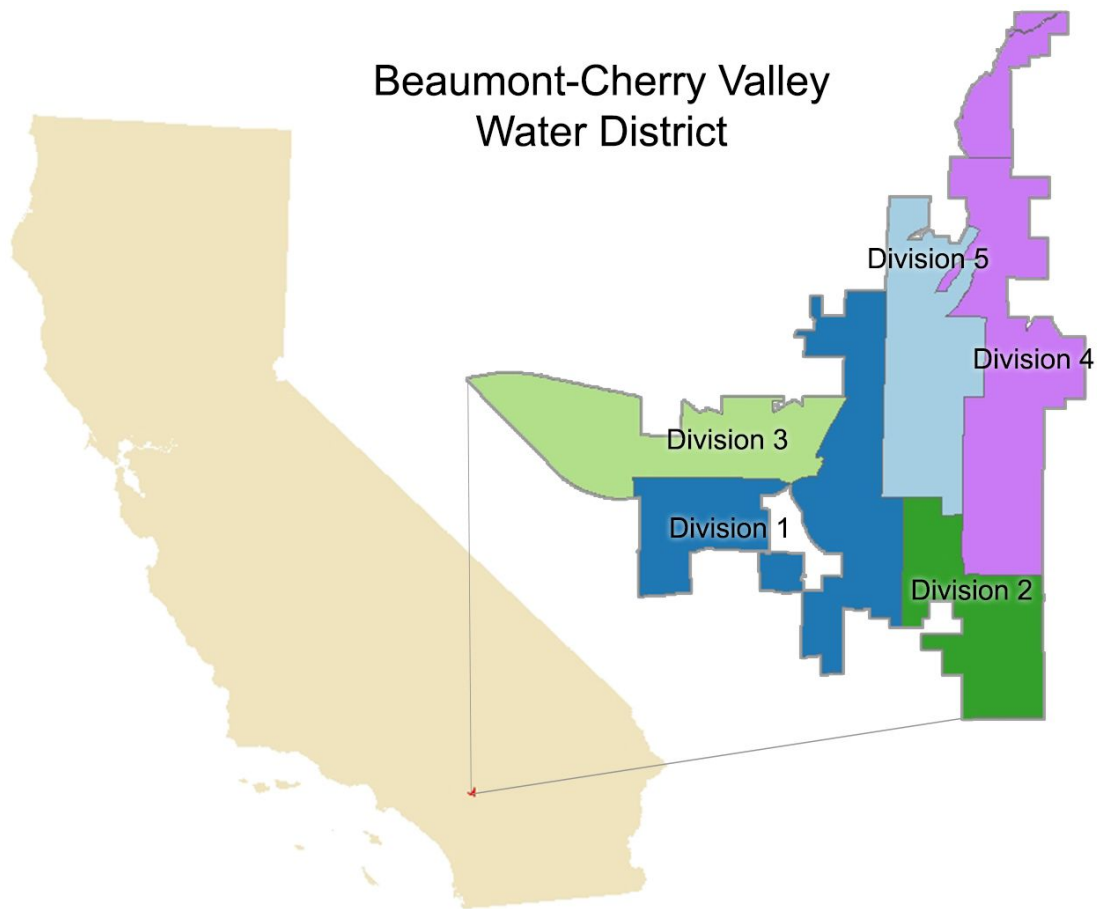 Beaumont-Cherry Valley
Water District
Division 5
Division 4
Division 3
Division 1
Division 2